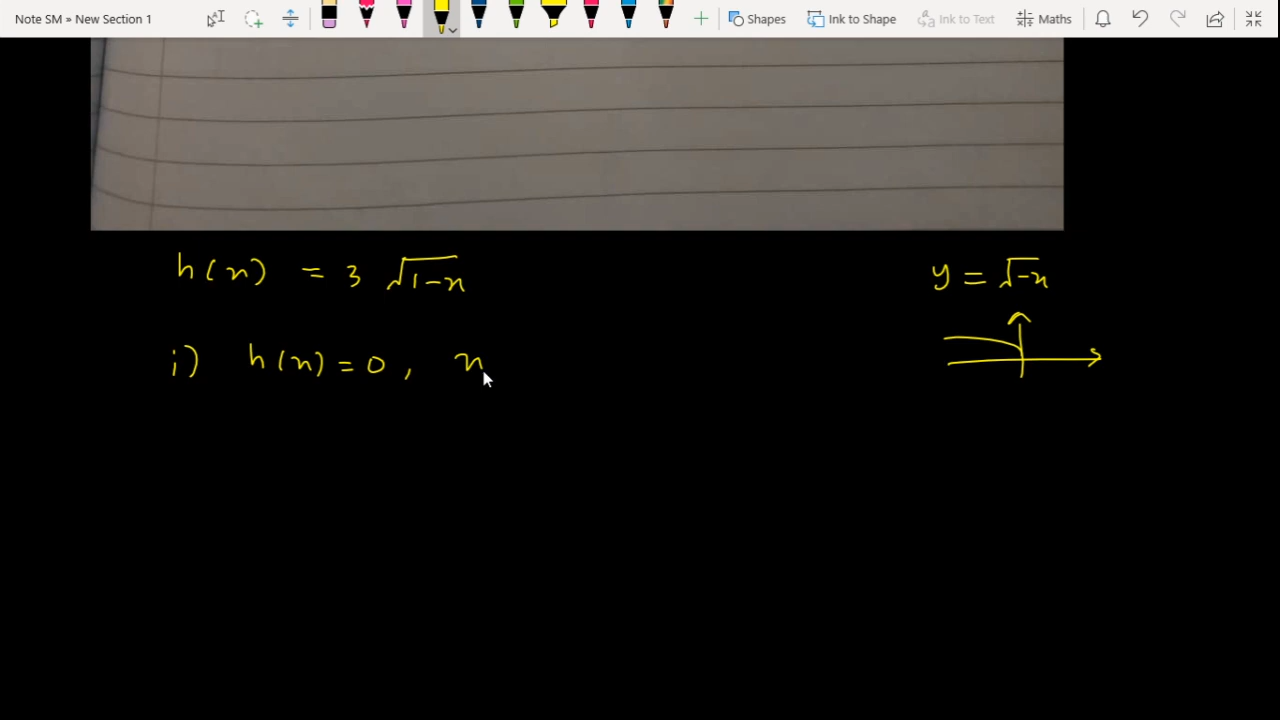 Note SM » New Section 1 Shapes Ink to Shape Ink to Text Maths
h(x) = 3 √(1-x) y = √-x
i) h(x) = 0, x